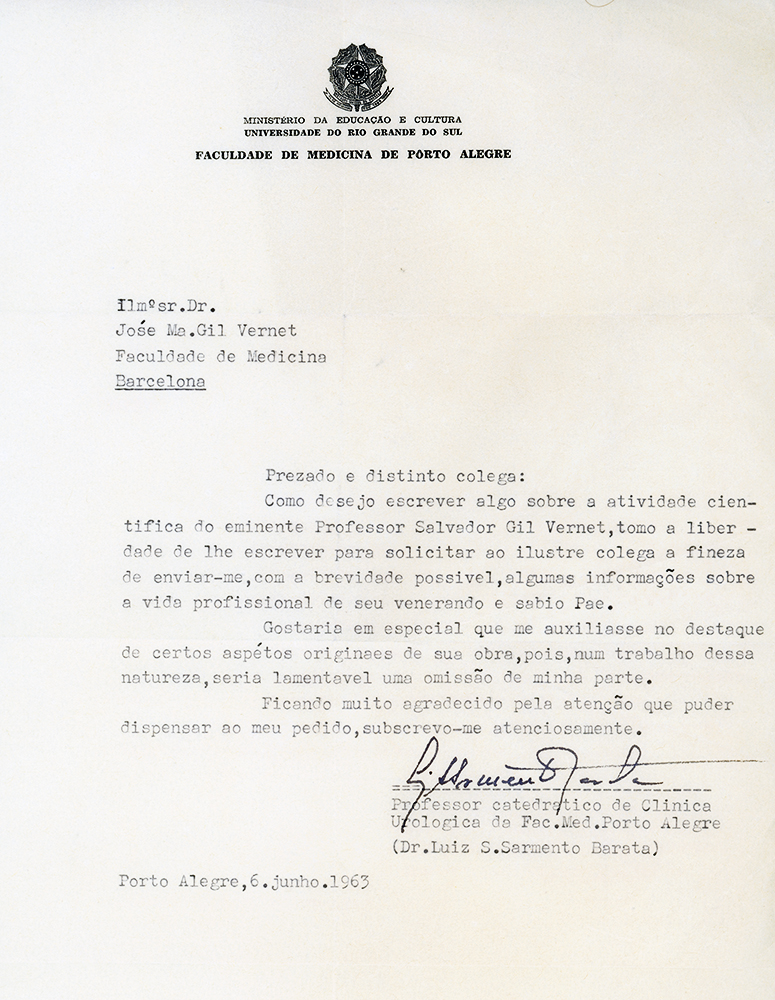 MINISTÉRIO DA EDUCAÇÃO E CULTURA
UNIVERSIDADE DO RIO GRANDE DO SUL
FACULDADE DE MEDICINA DE PÔRTO ALEGRE
Ilmºsr.Dr.
José Ma.Gil Vernet
Faculdade de Medicina
Barcelona
Prezado e distinto colega:
Como desejo escrever algo sobre a atividade cien-
tifica do eminente Professor Salvador Gil Vernet,tomo a liber -
dade de lhe escrever para solicitar ao ilustre colega a fineza
de enviar-me,com a brevidade possivel,algumas informações sobre
a vida profissional de seu venerando e sabio Pae.
Gostaria em especial que me auxiliasse no destaque
de certos aspétos originaes de sua obra,pois,num trabalho dessa
natureza,seria lamentavel uma omissão de minha parte.
Ficando muito agradecido pela atenção que puder
dispensar ao meu pedido,subscrevo-me atenciosamente.
Professor catedratico de Clinica
Urologica da Fac.Med.Porto Alegre
(Dr.Luiz S.Sarmento Barata)
Porto Alegre,6.junho.1963